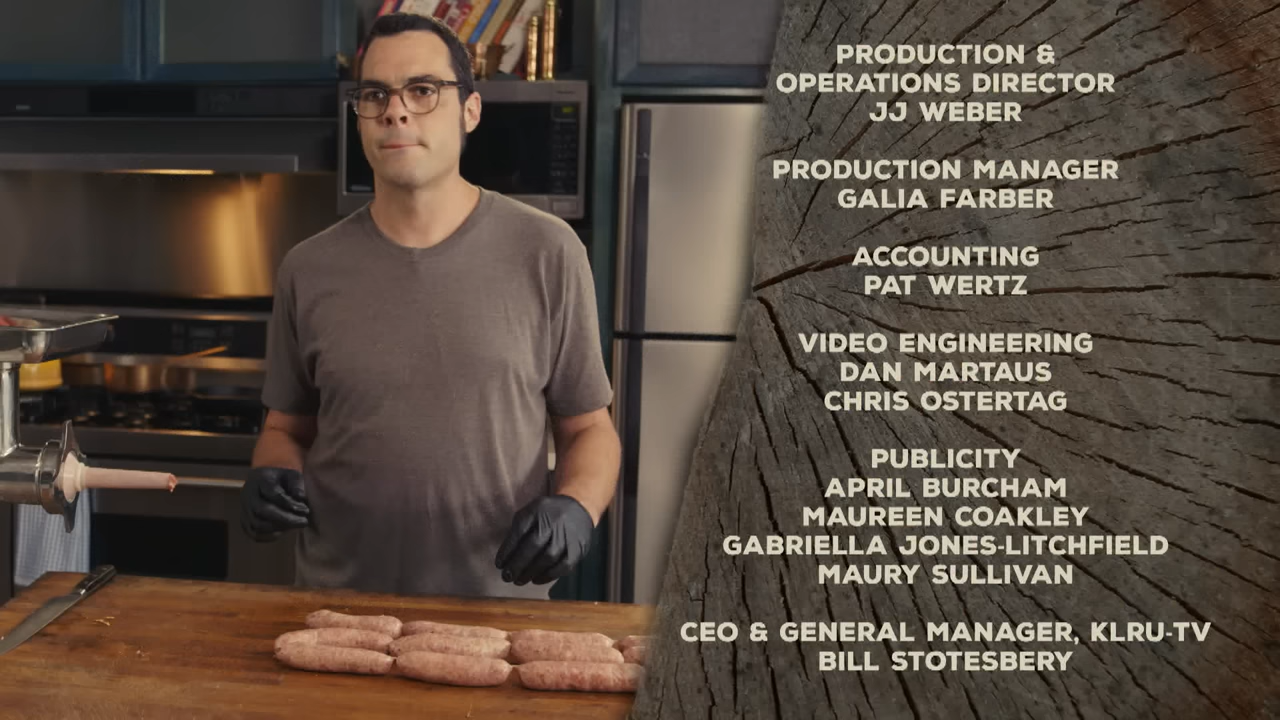 PRODUCTION &
OPERATIONS DIRECTOR
JJ WEBER
PRODUCTION MANAGER
GALIA FARBER
ACCOUNTING
PAT WERTZ
VIDEO ENGINEERING
DAN MARTAUS
CHRIS OSTERTAG
PUBLICITY
APRIL BURCHAM
MAUREEN COAKLEY
GABRIELLA JONES-LITCHFIELD
MAURY SULLIVAN
CEO & GENERAL MANAGER, KLRU-TV
BILL STOTESBERY